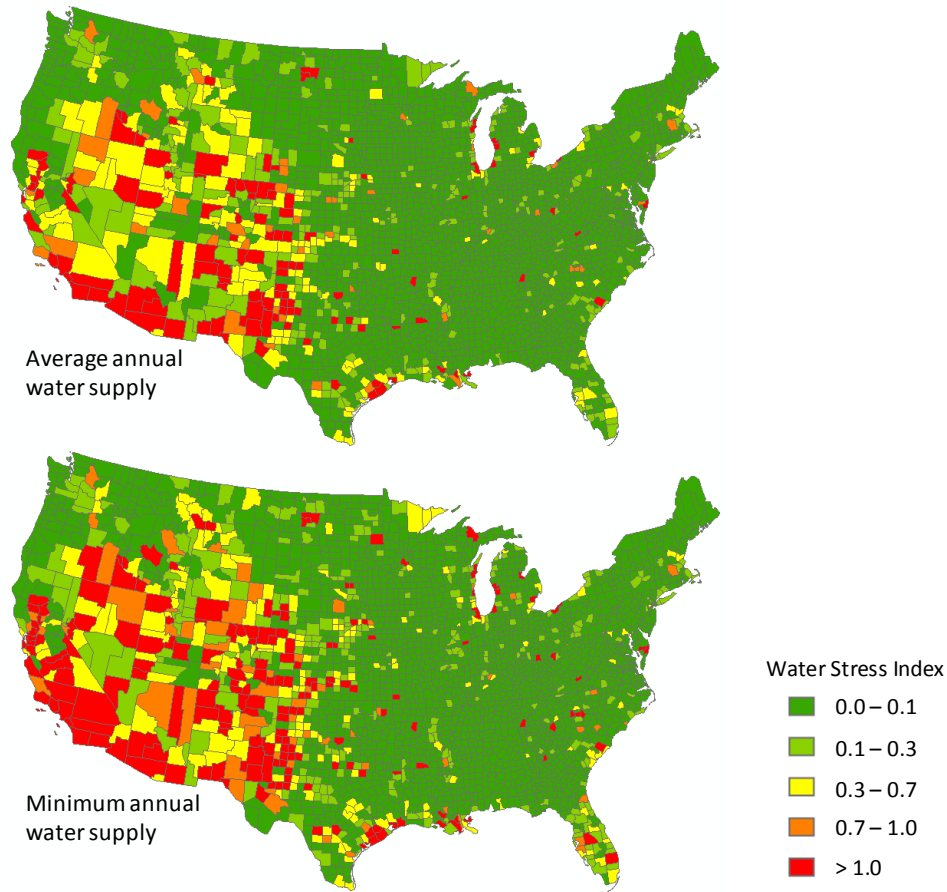 Average annual
water supply
Minimum annual
water supply
Water Stress Index
0.0 – 0.1
0.1 – 0.3
0.3 – 0.7
0.7 – 1.0
> 1.0